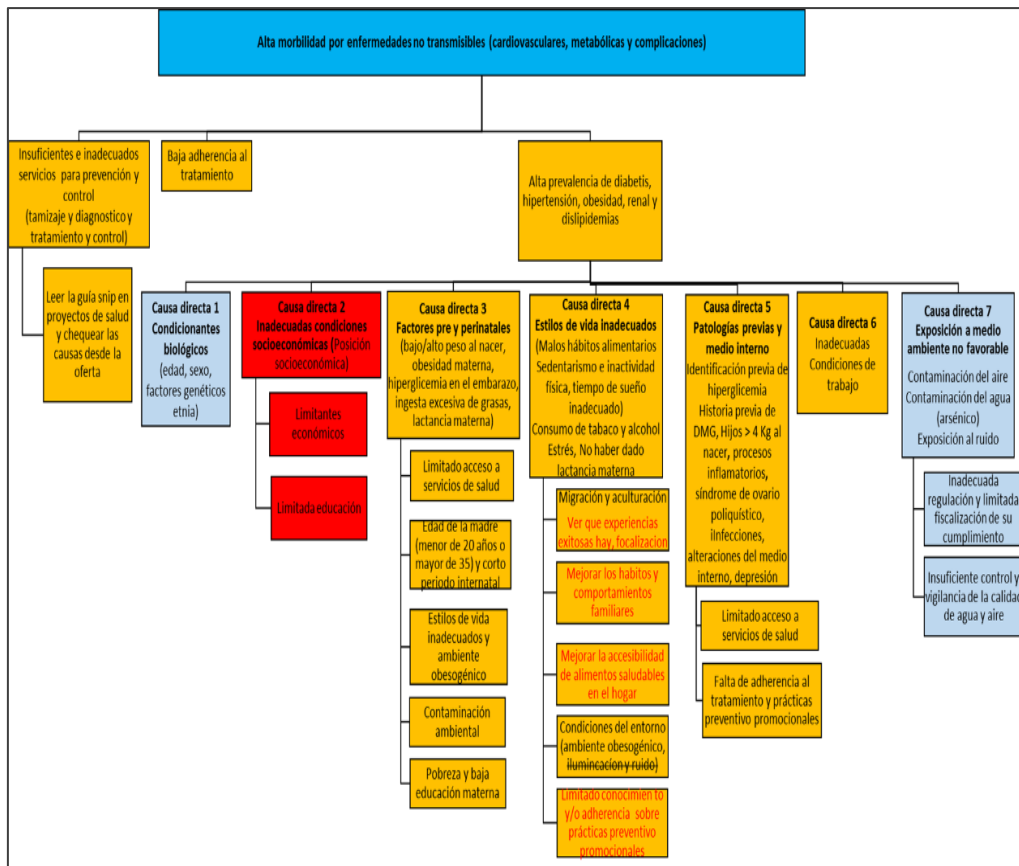 Alta morbilidad por enfermedades no transmisibles (cardiovasculares, metabólicas y complicaciones)
Insuficientes e inadecuados
servicios para prevención y
control
(tamizaje y diagnostico y
tratamiento y control)
Baja adherencia al
tratamiento
Alta prevalencia de diabetis,
hipertensión, obesidad, renal y
dislipidemias
Leer la guía snip en
proyectos de salud
y chequear las
causas desde la
oferta
Causa directa 1
Condicionantes
biológicos
(edad, sexo,
factores genéticos
etnia)
Causa directa 2
Inadecuadas condiciones
socioeconómicas (Posición
socioeconómica)
Limitantes
económicos
Limitada educación
Causa directa 3
Factores pre y perinatales
(bajo/alto peso al nacer,
obesidad materna,
hiperglicemia en el embarazo,
ingesta excesiva de grasas,
lactancia materna)
Limitado acceso a
servicios de salud
Edad de la madre
(menor de 20 años o
mayor de 35) y corto
periodo internatal
Estilos de vida
inadecuados y
ambiente
obesogénico
Contaminación
ambiental
Pobreza y baja
educación materna
Causa directa 4
Estilos de vida inadecuados
(Malos hábitos alimentarios
Sedentarismo e inactividad
física, tiempo de sueño
inadecuado)
Consumo de tabaco y alcohol
Estrés, No haber dado
lactancia materna
Migración y aculturación
Ver que experiencias
exitosas hay, focalizacion
Mejorar los habitos y
comportamientos
familiares
Mejorar la accesibilidad
de alimentos saludables
en el hogar
Condiciones del entorno
(ambiente obesogénico,
ilumincacíon y ruido)
Limitado conocimiento
y/o adherencia sobre
prácticas preventivo
promocionales
Causa directa 5
Patologías previas y
medio interno
Identificación previa de
hiperglicemia
Historia previa de
DMG, Hijos > 4 Kg al
nacer, procesos
inflamatorios,
síndrome de ovario
poliquístico,
iInfecciones,
alteraciones del medio
interno, depresión
Limitado acceso a
servicios de salud
Falta de adherencia al
tratamiento y prácticas
preventivo promocionales
Causa directa 6
Inadecuadas
Condiciones de
trabajo
Causa directa 7
Exposición a medio
ambiente no favorable
Contaminación del aire
Contaminación del agua
(arsénico)
Exposición al ruido
Inadecuada
regulación y limitada
fiscalización de su
cumplimiento
Insuficiente control y
vigilancia de la calidad
de agua y aire